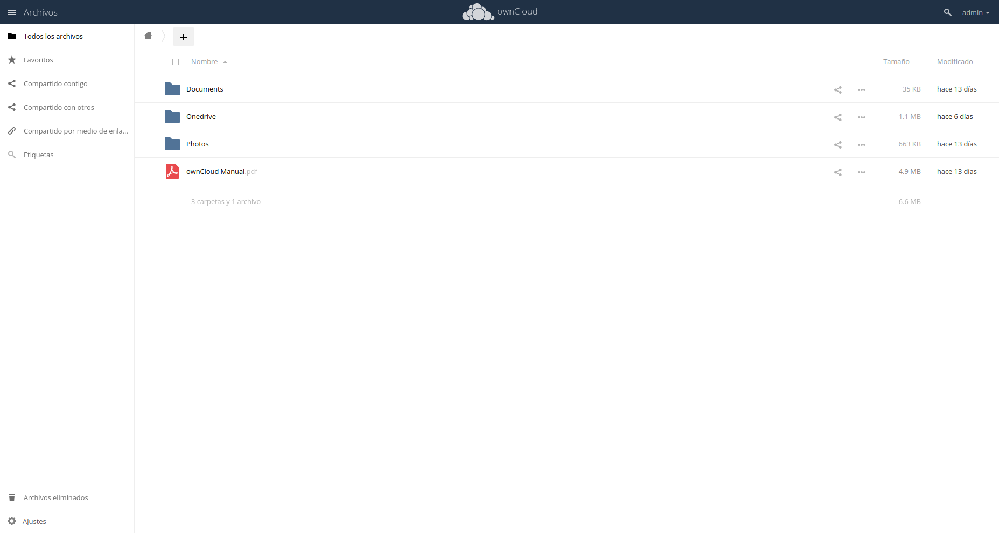 Archivos
ownCloud
admin
Todos los archivos
Favoritos
Compartido contigo
Compartido con otros
Compartido por medio de enla...
Etiquetas
Nombre Tamaño Modificado
Documents 35 KB hace 13 días
Onedrive 1.1 MB hace 6 días
Photos 663 KB hace 13 días
ownCloud Manual.pdf 4.9 MB hace 13 días
3 carpetas y 1 archivo 6.6 MB
Archivos eliminados
Ajustes